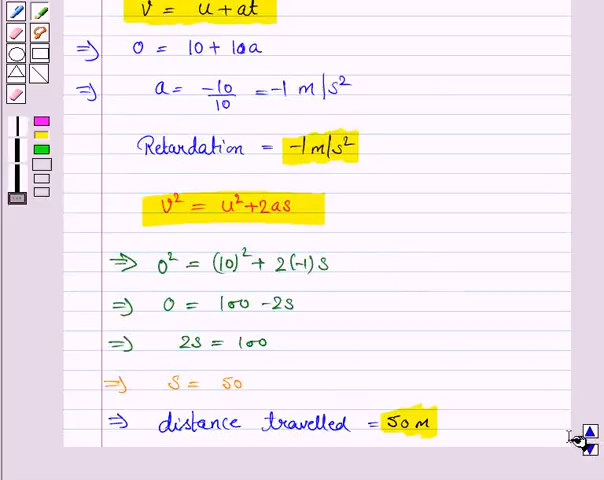 v = u + at
⇒ 0 = 10 + 10a
⇒ a = -10/10 = -1 m/s²
Retardation = -1 m/s²
v² = u² + 2as
⇒ 0² = (10)² + 2(-1)s
⇒ 0 = 100 - 2s
⇒ 2s = 100
⇒ s = 50
⇒ distance travelled = 50 m